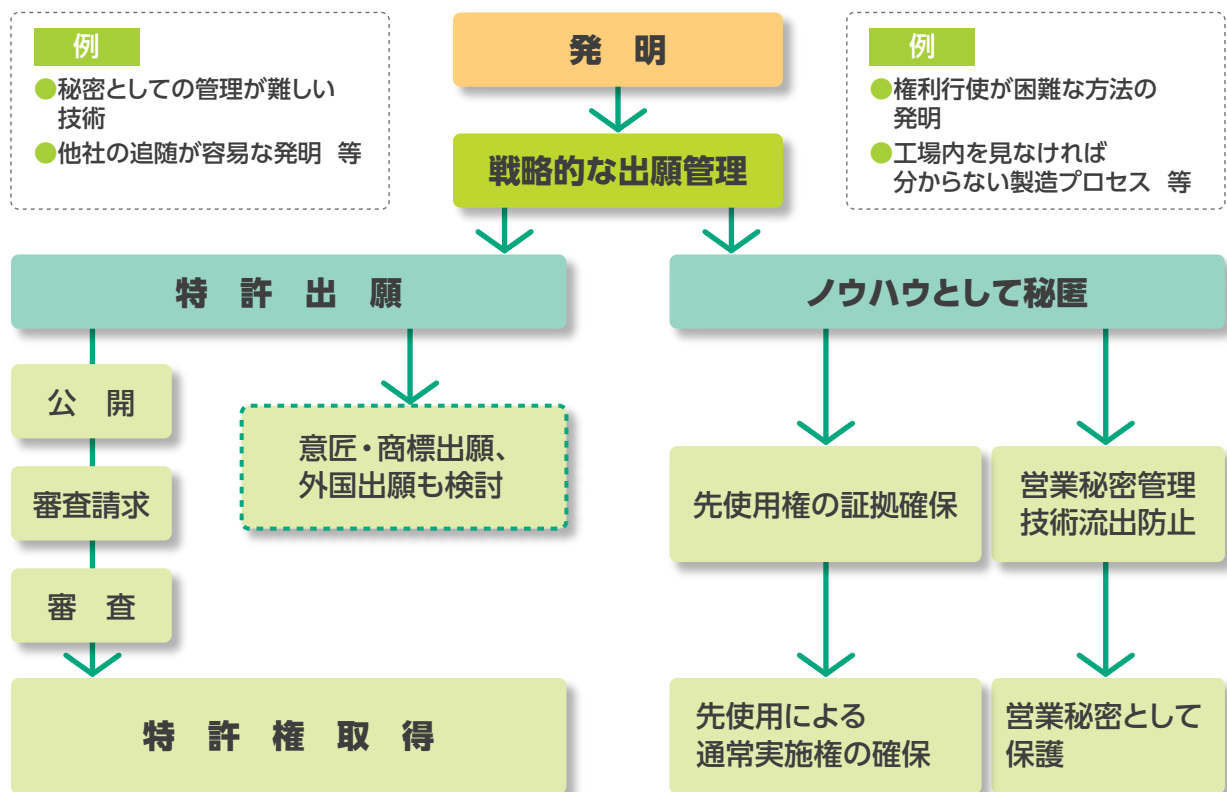 例
●秘密としての管理が難しい
技術
●他社の追随が容易な発明 等
発 明
例
●権利行使が困難な方法の
発明
●工場内を見なければ
分からない製造プロセス 等
戦略的な出願管理
特 許 出 願
ノウハウとして秘匿
公 開
審査請求
審 査
意匠・商標出願、
外国出願も検討
先使用権の証拠確保
営業秘密管理
技術流出防止
特 許 権 取 得
先使用による
通常実施権の確保
営業秘密として
保護